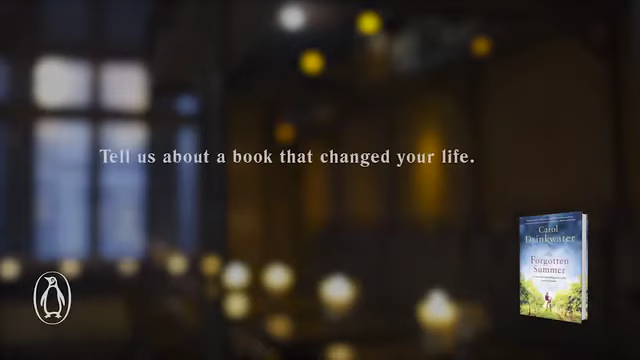 Tell us about a book that changed your life.
Carol
Drinkwater
Forgotten
Summer